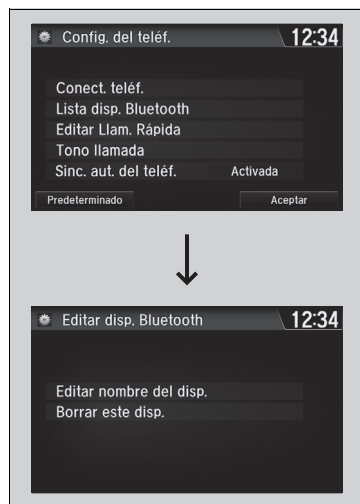 Config. del teléf. 12:34
Conect. teléf.
Lista disp. Bluetooth
Editar Llam. Rápida
Tono llamada
Sinc. aut. del teléf. Activada
Predeterminado Aceptar
Editar disp. Bluetooth 12:34
Editar nombre del disp.
Borrar este disp.